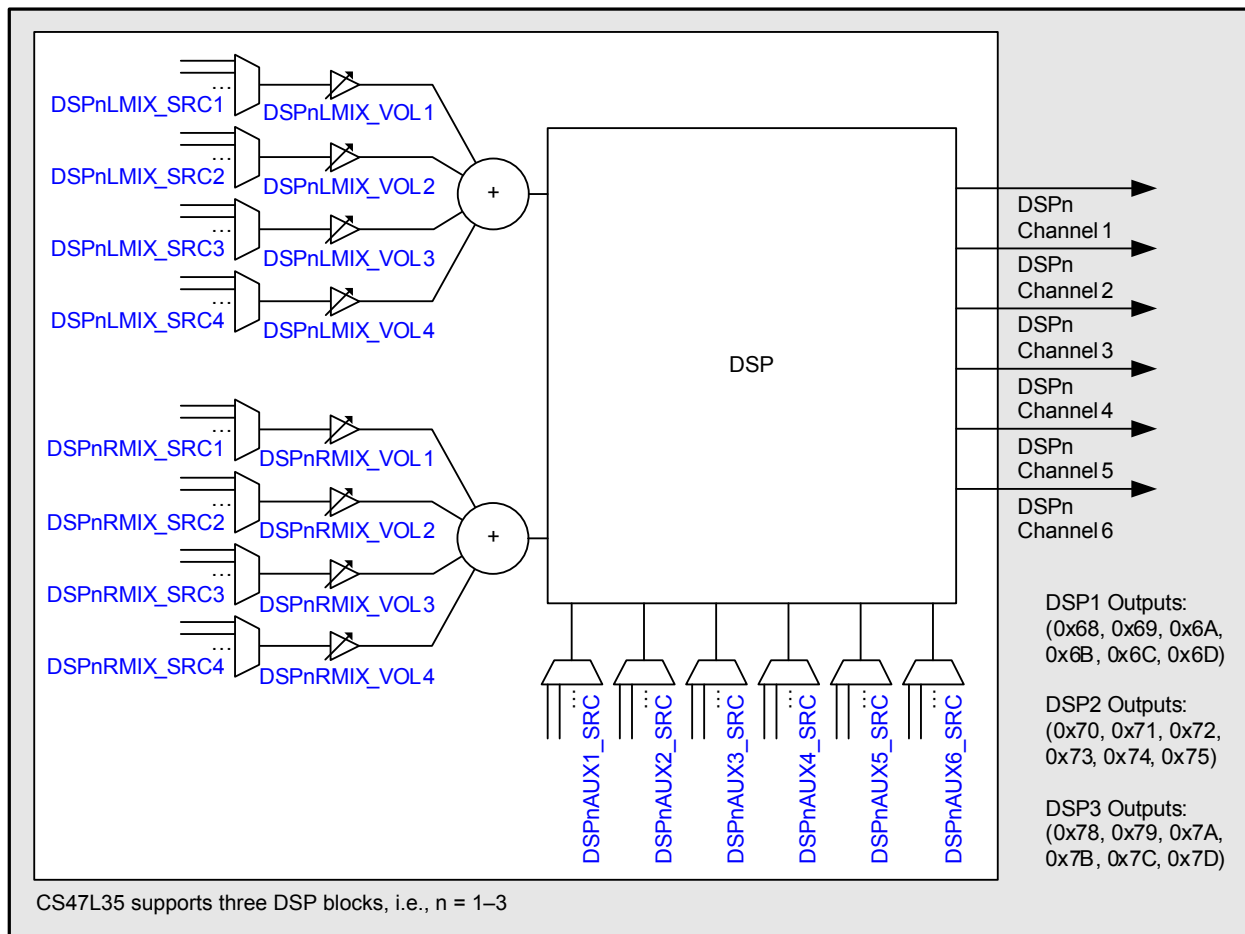 DSPnLMIX_SRC1
DSPnLMIX_VOL1
DSPnLMIX_SRC2
DSPnLMIX_VOL2
DSPnLMIX_SRC3
DSPnLMIX_VOL3
DSPnLMIX_SRC4
DSPnLMIX_VOL4
+
DSPnRMIX_SRC1
DSPnRMIX_VOL1
DSPnRMIX_SRC2
DSPnRMIX_VOL2
DSPnRMIX_SRC3
DSPnRMIX_VOL3
DSPnRMIX_SRC4
DSPnRMIX_VOL4
+
DSP
DSPn
Channel 1
DSPn
Channel 2
DSPn
Channel 3
DSPn
Channel 4
DSPn
Channel 5
DSPn
Channel 6
DSPnAUX1_SRC
DSPnAUX2_SRC
DSPnAUX3_SRC
DSPnAUX4_SRC
DSPnAUX5_SRC
DSPnAUX6_SRC
DSP1 Outputs:
(0x68, 0x69, 0x6A,
0x6B, 0x6C, 0x6D)
DSP2 Outputs:
(0x70, 0x71, 0x72,
0x73, 0x74, 0x75)
DSP3 Outputs:
(0x78, 0x79, 0x7A,
0x7B, 0x7C, 0x7D)
CS47L35 supports three DSP blocks, i.e., n = 1–3